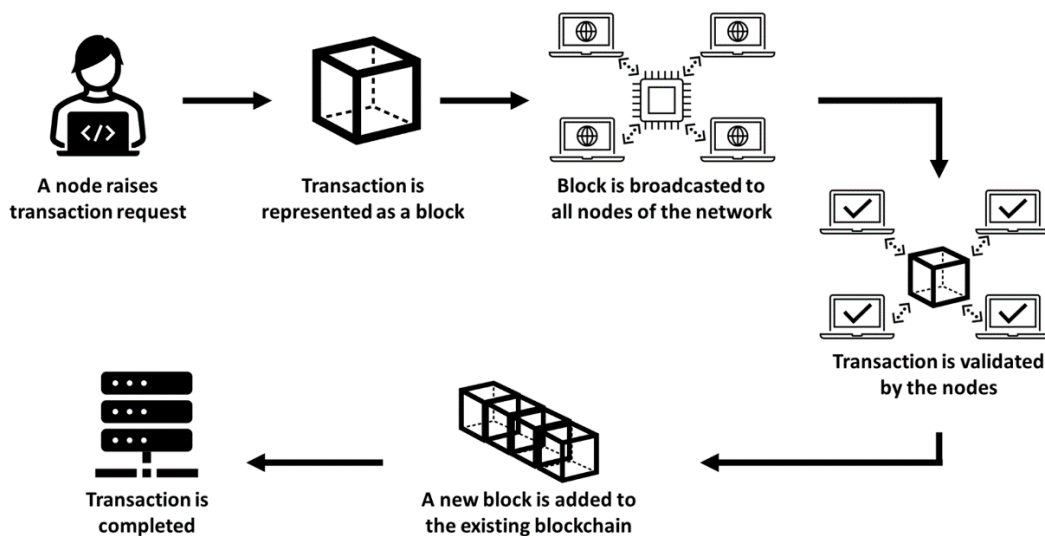 </>
A node raises
transaction request
Transaction is
represented as a block
Block is broadcasted to
all nodes of the network
Transaction is validated
by the nodes
A new block is added to
the existing blockchain
Transaction is
completed